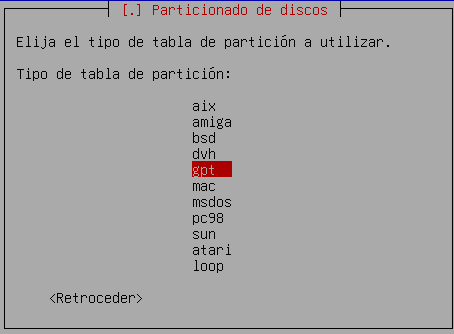 [.] Particionado de discos
Elija el tipo de tabla de partición a utilizar.
Tipo de tabla de partición:
aix
amiga
bsd
dvh
gpt
mac
msdos
pc98
sun
atari
loop
<Retroceder>